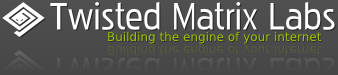 Twisted Matrix Labs
Building the engine of your internet